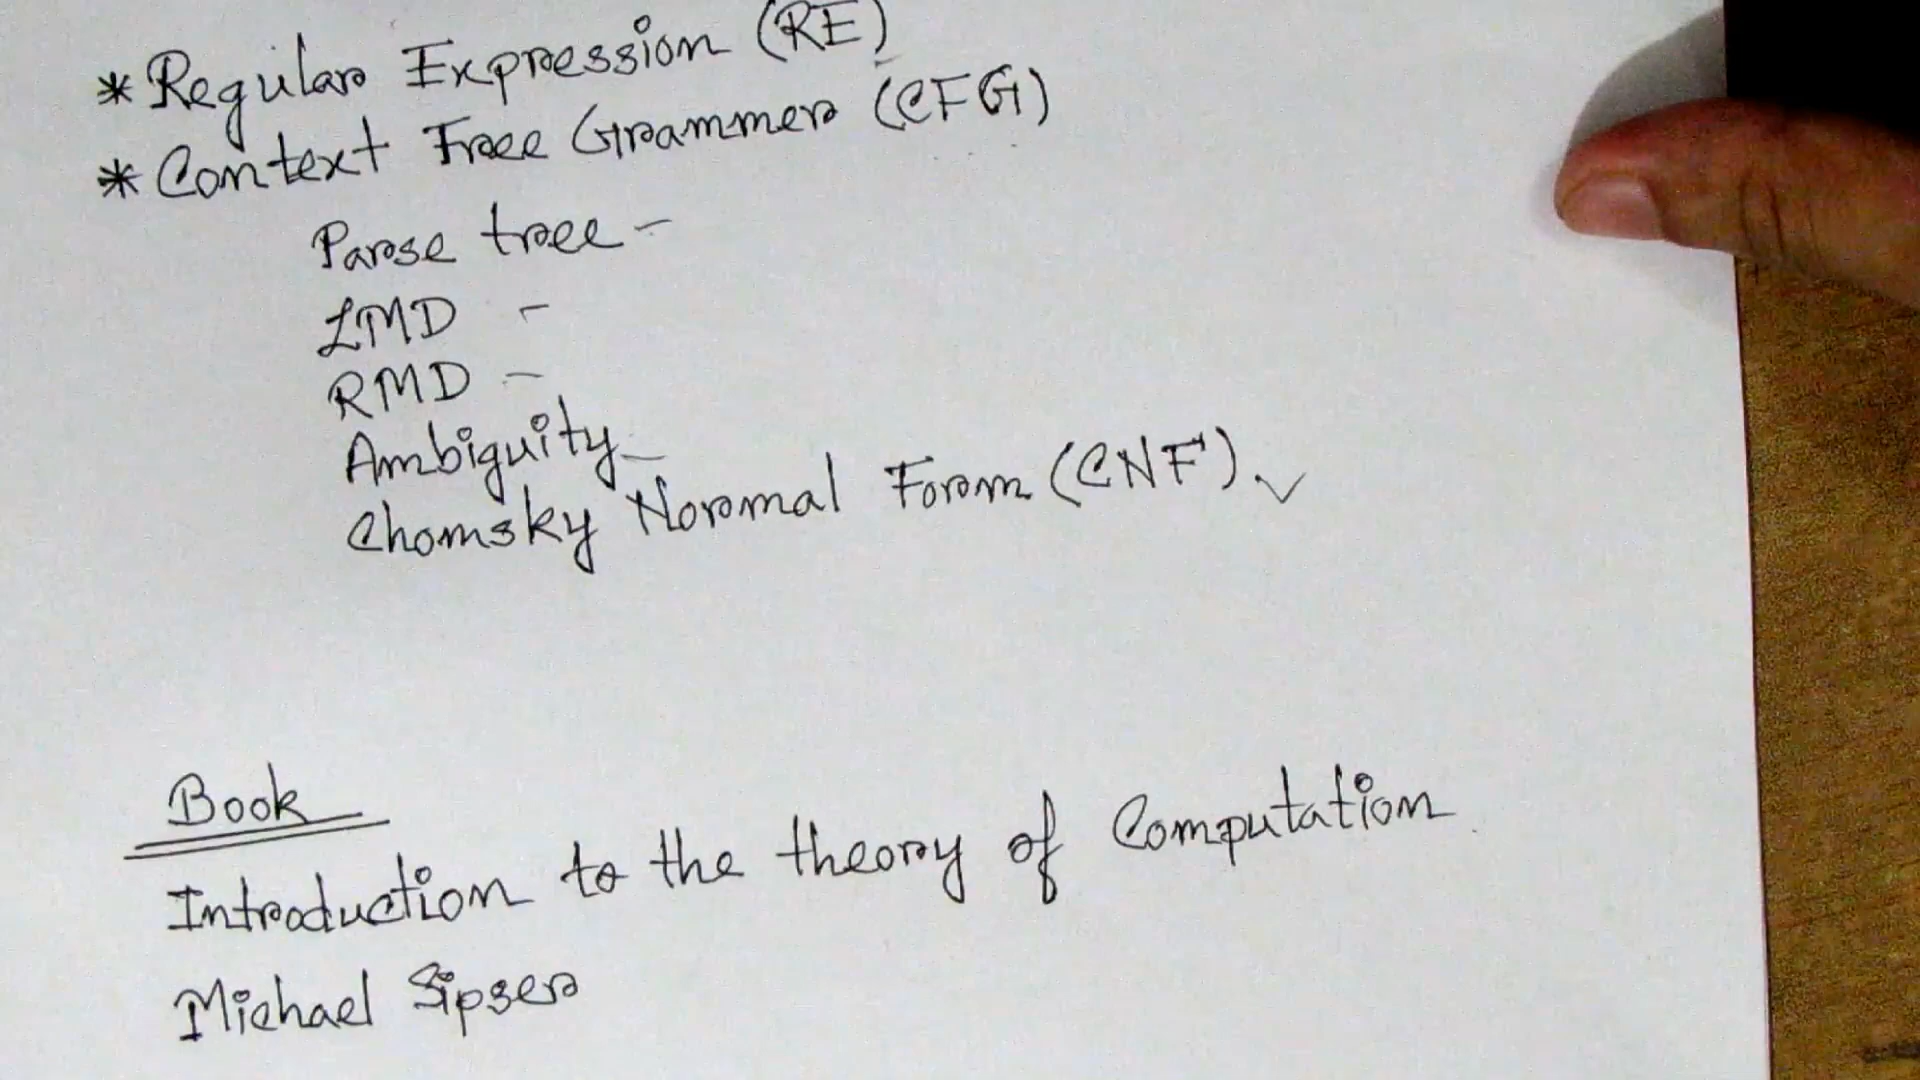 * Regular Expression (RE)
* Context Free Grammer (CFG)
Parse tree -
LMD -
RMD -
Ambiguity -
Chomsky Normal Form (CNF). ✓
Book
Introduction to the theory of Computation
Michael Sipser